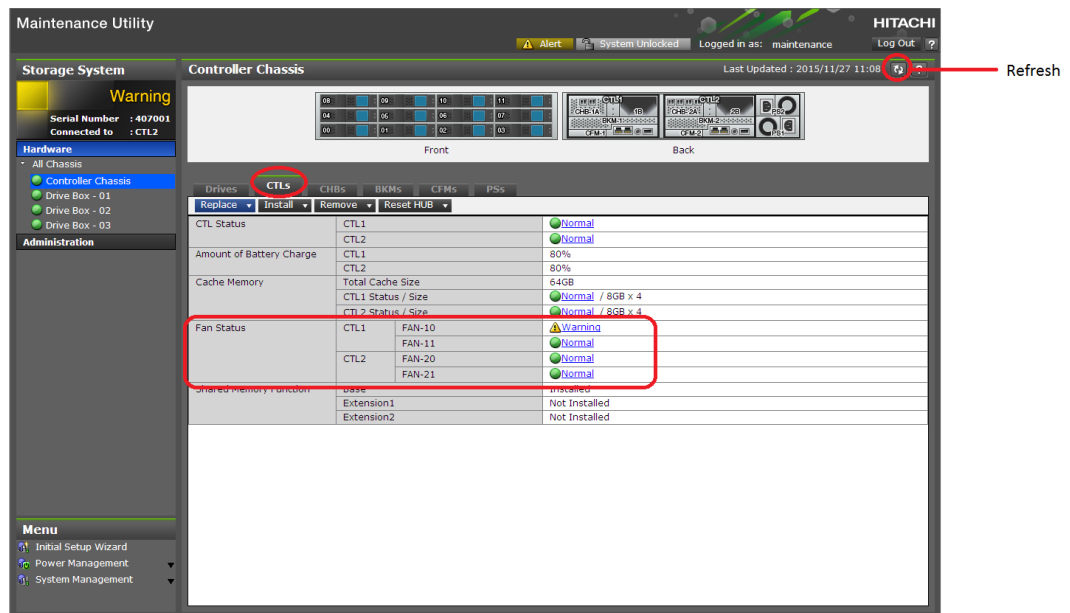 Maintenance Utility
HITACHI
Alert System Unlocked Logged in as: maintenance Log Out ?
Storage System
Controller Chassis
Last Updated : 2015/11/27 11:08 ?
Refresh
Warning
Serial Number : 407001
Connected to : CTL2
08 09 10 11
04 05 06 07
00 01 02 03
CTL1 CTL2
CHB-1A 1B CHB-2A 2B PS2
BKM-1 BKM-2
CFM-1 CFM-2 PS1
Front
Back
Hardware
All Chassis
Controller Chassis
Drive Box - 01
Drive Box - 02
Drive Box - 03
Administration
Drives CTLs CHBs BKMs CFMs PSs
Replace Install Remove Reset HUB
CTL Status CTL1 Normal
CTL2 Normal
Amount of Battery Charge CTL1 80%
CTL2 80%
Cache Memory Total Cache Size 64GB
CTL1 Status / Size Normal / 8GB x 4
CTL2 Status / Size Normal / 8GB x 4
Fan Status CTL1 FAN-10 Warning
FAN-11 Normal
CTL2 FAN-20 Normal
FAN-21 Normal
Shared Memory Function Base Installed
Extension1 Not Installed
Extension2 Not Installed
Menu
Initial Setup Wizard
Power Management
System Management